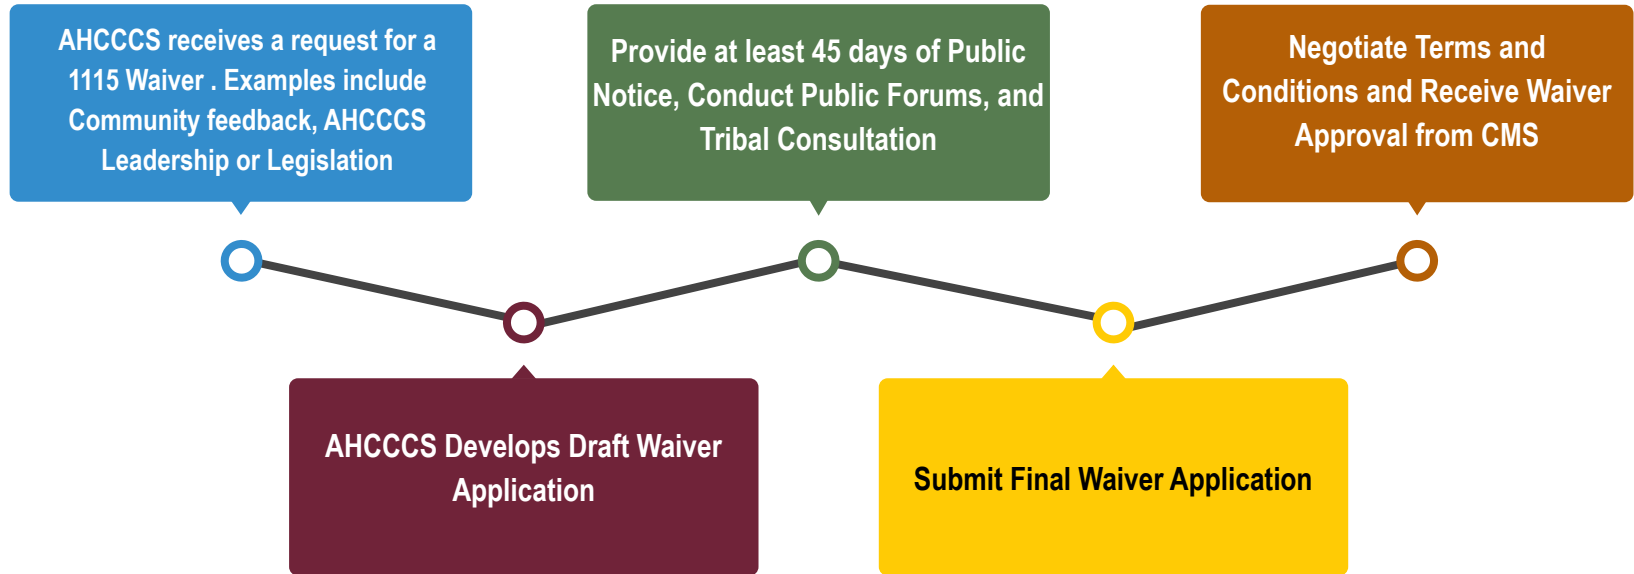 AHCCCS receives a request for a
1115 Waiver . Examples include
Community feedback, AHCCCS
Leadership or Legislation
AHCCCS Develops Draft Waiver
Application
Provide at least 45 days of Public
Notice, Conduct Public Forums, and
Tribal Consultation
Submit Final Waiver Application
Negotiate Terms and
Conditions and Receive Waiver
Approval from CMS